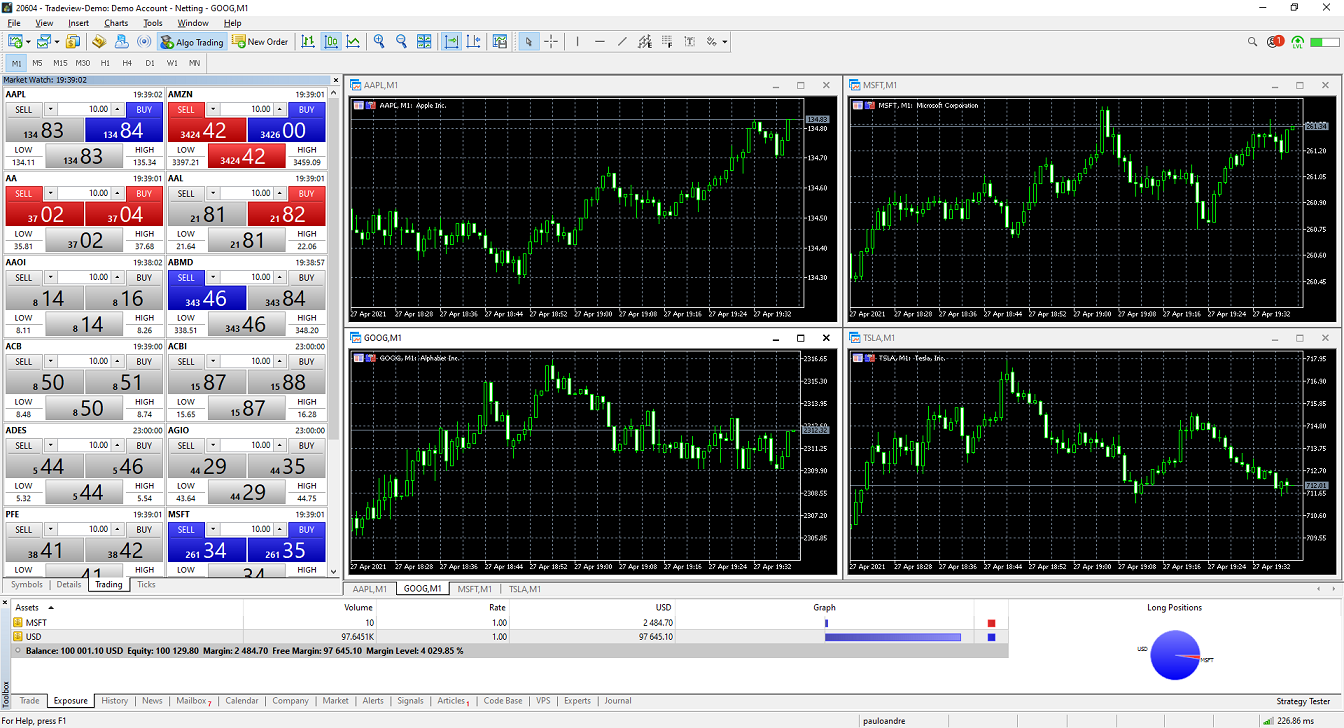 20604 - Tradeview-Demo: Demo Account - Netting - GOOG,M1
File View Insert Charts Tools Window Help
Algo Trading New Order 1 LVL
M1 M5 M15 M30 H1 H4 D1 W1 MN
Market Watch: 19:39:02
AAPL 19:39:02 AMZN 19:39:01
SELL 10.00 BUY SELL 10.00 BUY
134 83 134 84 3424 42 3426 00
LOW HIGH LOW HIGH
134.11 134 83 135.34 3397.21 3424 42 3459.09
AA 19:39:01 AAL 19:39:01
SELL 10.00 BUY SELL 10.00 BUY
37 02 37 04 21 81 21 82
LOW HIGH LOW HIGH
35.81 37 02 37.68 21.64 21 81 22.06
AAOI 19:38:02 ABMD 19:38:57
SELL 10.00 BUY SELL 10.00 BUY
8 14 8 16 343 46 343 84
LOW HIGH LOW HIGH
8.11 8 14 8.26 338.51 343 46 348.20
ACB 19:39:00 ACBI 23:00:00
SELL 10.00 BUY SELL 10.00 BUY
8 50 8 51 15 87 15 88
LOW HIGH LOW HIGH
8.48 8 50 8.74 15.65 15 87 16.28
ADES 23:00:00 AGIO 23:00:00
SELL 10.00 BUY SELL 10.00 BUY
5 44 5 46 44 29 44 35
LOW HIGH LOW HIGH
5.32 5 44 5.54 43.64 44 29 44.75
PFE 19:39:01 MSFT 19:39:01
SELL 10.00 BUY SELL 10.00 BUY
38 41 38 42 261 34 261 35
LOW HIGH LOW HIGH
41 34
Symbols Details Trading Ticks
AAPL,M1
AAPL, M1: Apple Inc.
134.83
134.80
134.70
134.60
134.50
134.40
134.30
27 Apr 2021 27 Apr 18:28 27 Apr 18:36 27 Apr 18:44 27 Apr 18:52 27 Apr 19:00 27 Apr 19:08 27 Apr 19:16 27 Apr 19:24 27 Apr 19:32
MSFT,M1
MSFT, M1: Microsoft Corporation
261.34
261.20
261.05
260.90
260.75
260.60
260.45
27 Apr 2021 27 Apr 18:28 27 Apr 18:36 27 Apr 18:44 27 Apr 18:52 27 Apr 19:00 27 Apr 19:08 27 Apr 19:16 27 Apr 19:24 27 Apr 19:32
GOOG,M1
GOOG, M1: Alphabet Inc.
2316.65
2315.30
2313.95
2312.32
2311.25
2309.90
2308.55
2307.20
2305.85
27 Apr 2021 27 Apr 18:28 27 Apr 18:36 27 Apr 18:44 27 Apr 18:52 27 Apr 19:00 27 Apr 19:08 27 Apr 19:16 27 Apr 19:24 27 Apr 19:32
TSLA,M1
TSLA, M1: Tesla, Inc.
717.95
716.90
715.85
714.80
713.75
712.70
712.01
711.65
710.60
709.55
27 Apr 2021 27 Apr 18:28 27 Apr 18:36 27 Apr 18:44 27 Apr 18:52 27 Apr 19:00 27 Apr 19:08 27 Apr 19:16 27 Apr 19:24 27 Apr 19:32
AAPL,M1 GOOG,M1 MSFT,M1 TSLA,M1
Assets Volume Rate USD Graph Long Positions
MSFT 10 1.00 2 484.70
USD 97.6451K 1.00 97 645.10
Balance: 100 001.10 USD Equity: 100 129.80 Margin: 2 484.70 Free Margin: 97 645.10 Margin Level: 4 029.85 %
USD MSFT
Toolbox
Trade Exposure History News Mailbox 7 Calendar Company Market Alerts Signals Articles 1 Code Base VPS Experts Journal Strategy Tester
For Help, press F1 pauloandre 226.86 ms